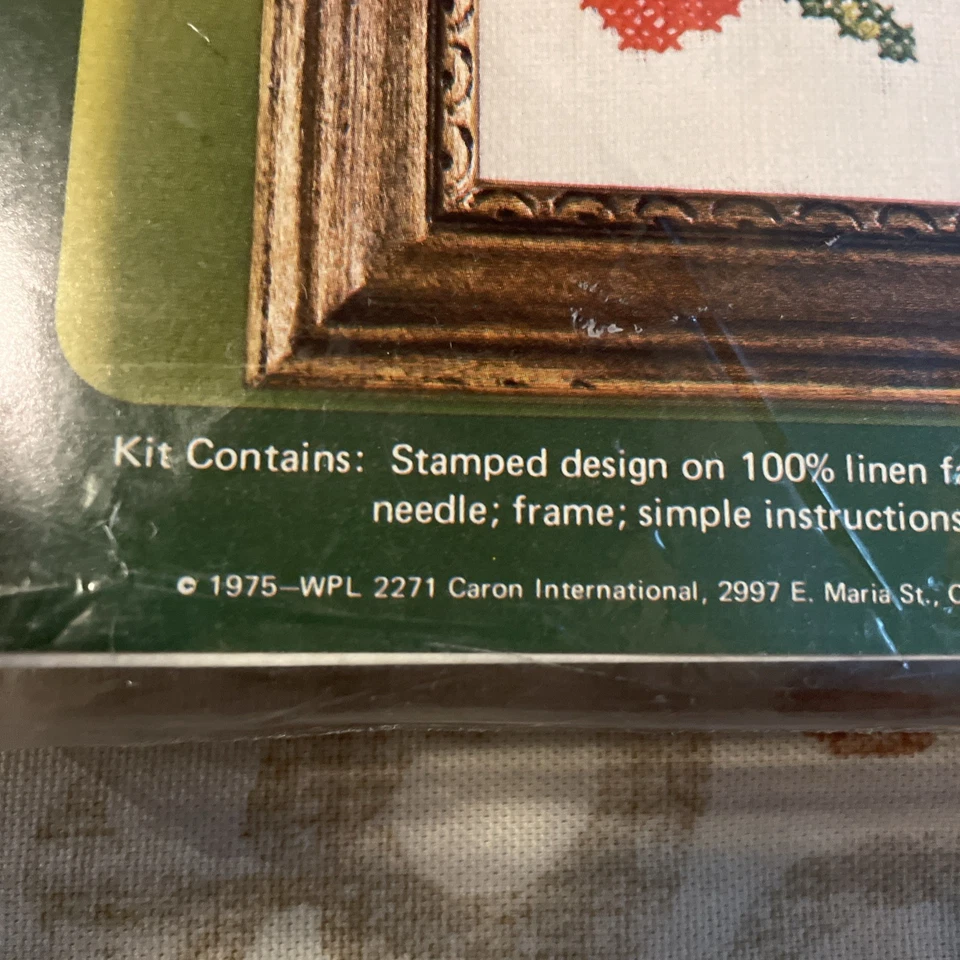 Kit Contains: Stamped design on 100% linen
needle; frame; simple instructions
© 1975—WPL 2271 Caron International, 2997 E. Maria St.,